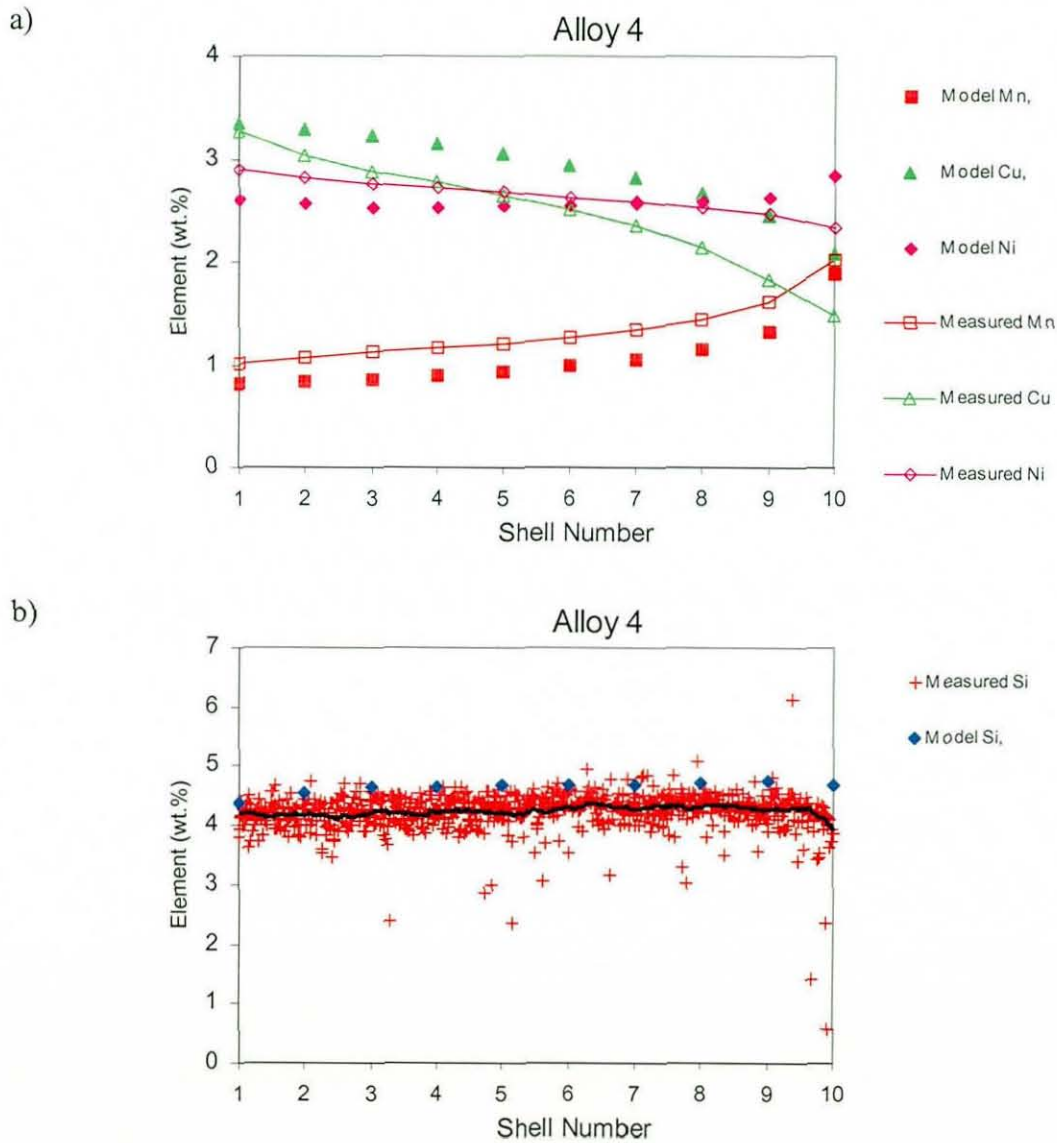 a)
Alloy 4
4
3
2
1
0
Element (wt.%)
1 2 3 4 5 6 7 8 9 10
Shell Number
Model Mn,
Model Cu,
Model Ni
Measured Mn
Measured Cu
Measured Ni
b)
Alloy 4
7
6
5
4
3
2
1
0
Element (wt.%)
1 2 3 4 5 6 7 8 9 10
Shell Number
Measured Si
Model Si,